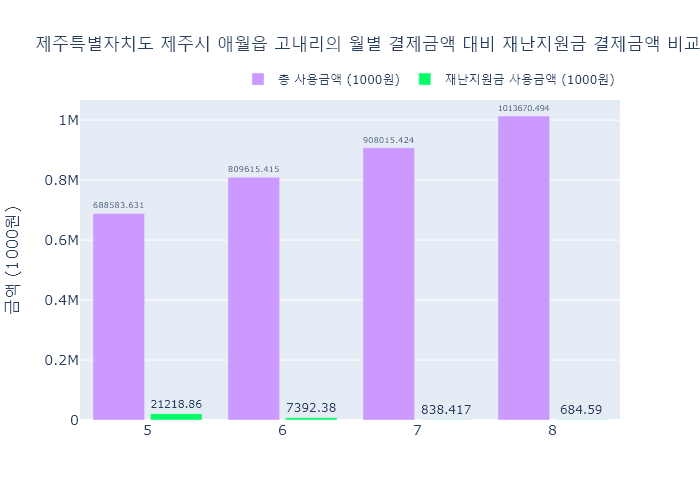 제주특별자치도 제주시 애월읍 고내리의 월별 결제금액 대비 재난지원금 결제금액 비교
총 사용금액 (1000원) 재난지원금 사용금액 (1000원)
1013670.494
1M
908015.424
0.8M
809615.415
688583.631
0.6M
금액 (1000원)
0.4M
0.2M
21218.86
7392.38
838.417
684.59
0
5 6 7 8